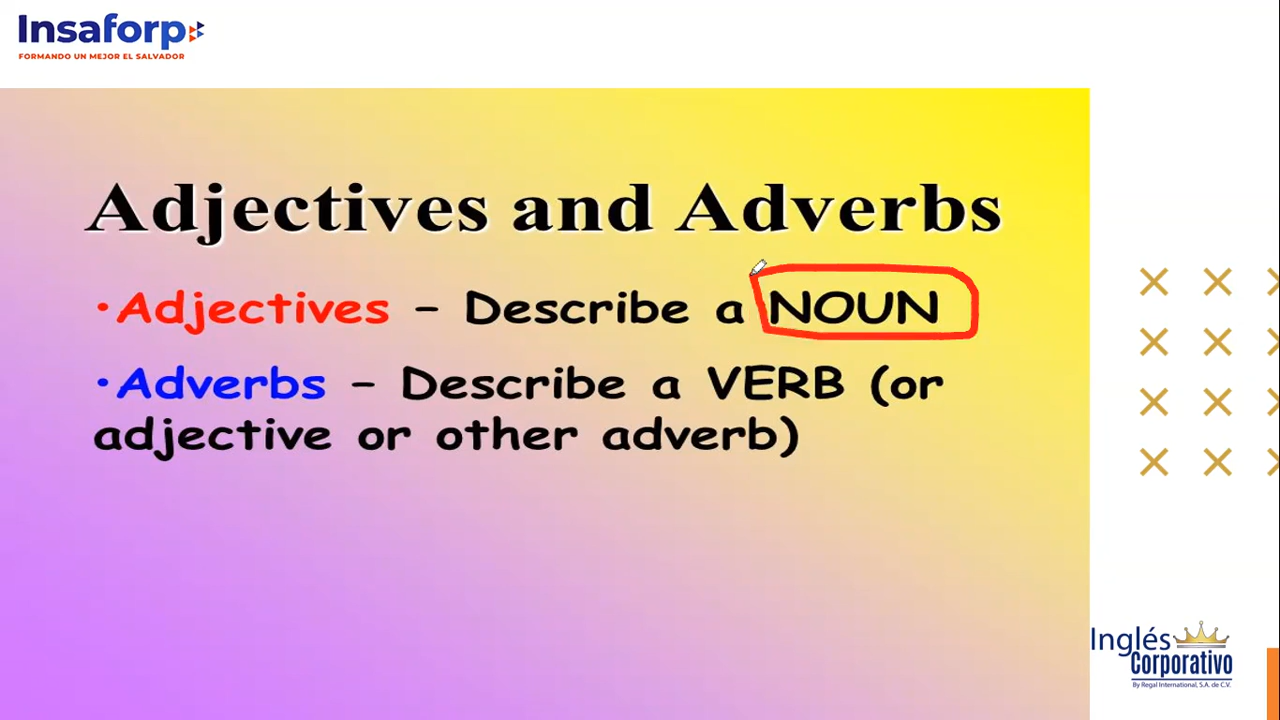 Insaforp
FORMANDO UN MEJOR EL SALVADOR
Adjectives and Adverbs
•Adjectives – Describe a NOUN
•Adverbs – Describe a VERB (or
adjective or other adverb)
Inglés
Corporativo
By Regal International, S.A. de C.V.